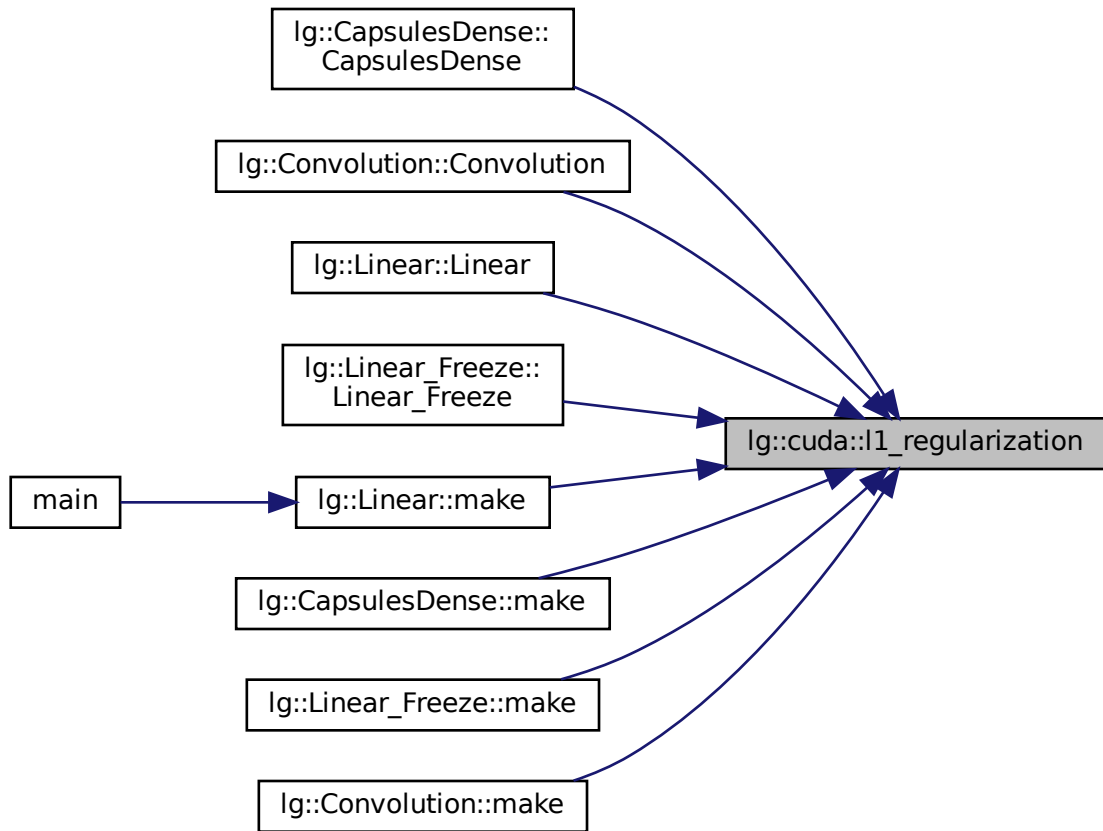 lg::CapsulesDense::
CapsulesDense
lg::Convolution::Convolution
lg::Linear::Linear
lg::Linear_Freeze::
Linear_Freeze
lg::cuda::l1_regularization
main
lg::Linear::make
lg::CapsulesDense::make
lg::Linear_Freeze::make
lg::Convolution::make